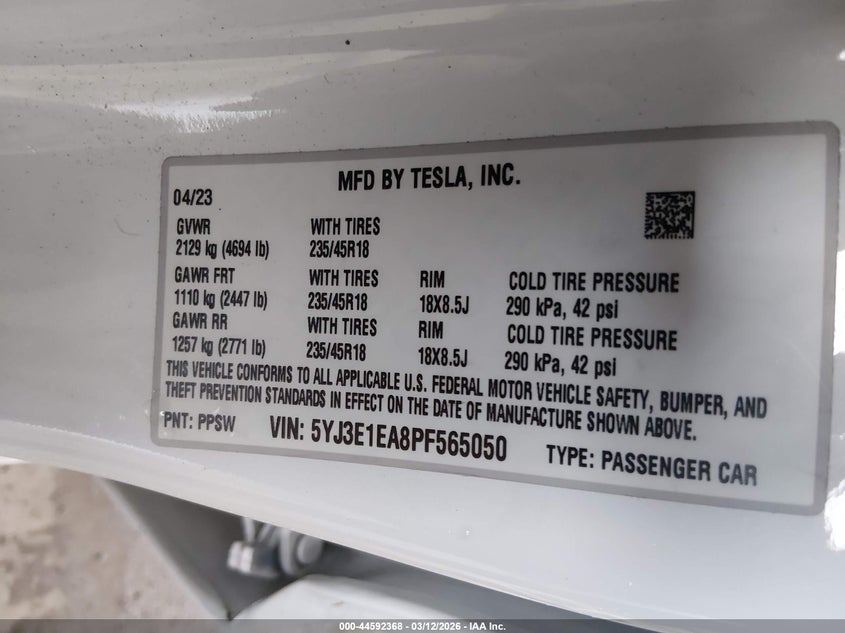 MFD BY TESLA, INC.
04/23
GVWR WITH TIRES
2129 kg (4694 lb) 235/45R18
GAWR FRT WITH TIRES RIM COLD TIRE PRESSURE
1110 kg (2447 lb) 235/45R18 18X8.5J 290 kPa, 42 psi
GAWR RR WITH TIRES RIM COLD TIRE PRESSURE
1257 kg (2771 lb) 235/45R18 18X8.5J 290 kPa, 42 psi
THIS VEHICLE CONFORMS TO ALL APPLICABLE U.S. FEDERAL MOTOR VEHICLE SAFETY, BUMPER, AND
THEFT PREVENTION STANDARDS IN EFFECT ON THE DATE OF MANUFACTURE SHOWN ABOVE.
PNT: PPSW VIN: 5YJ3E1EA8PF565050 TYPE: PASSENGER CAR
000-44592368 - 03/12/2026 - IAA Inc.